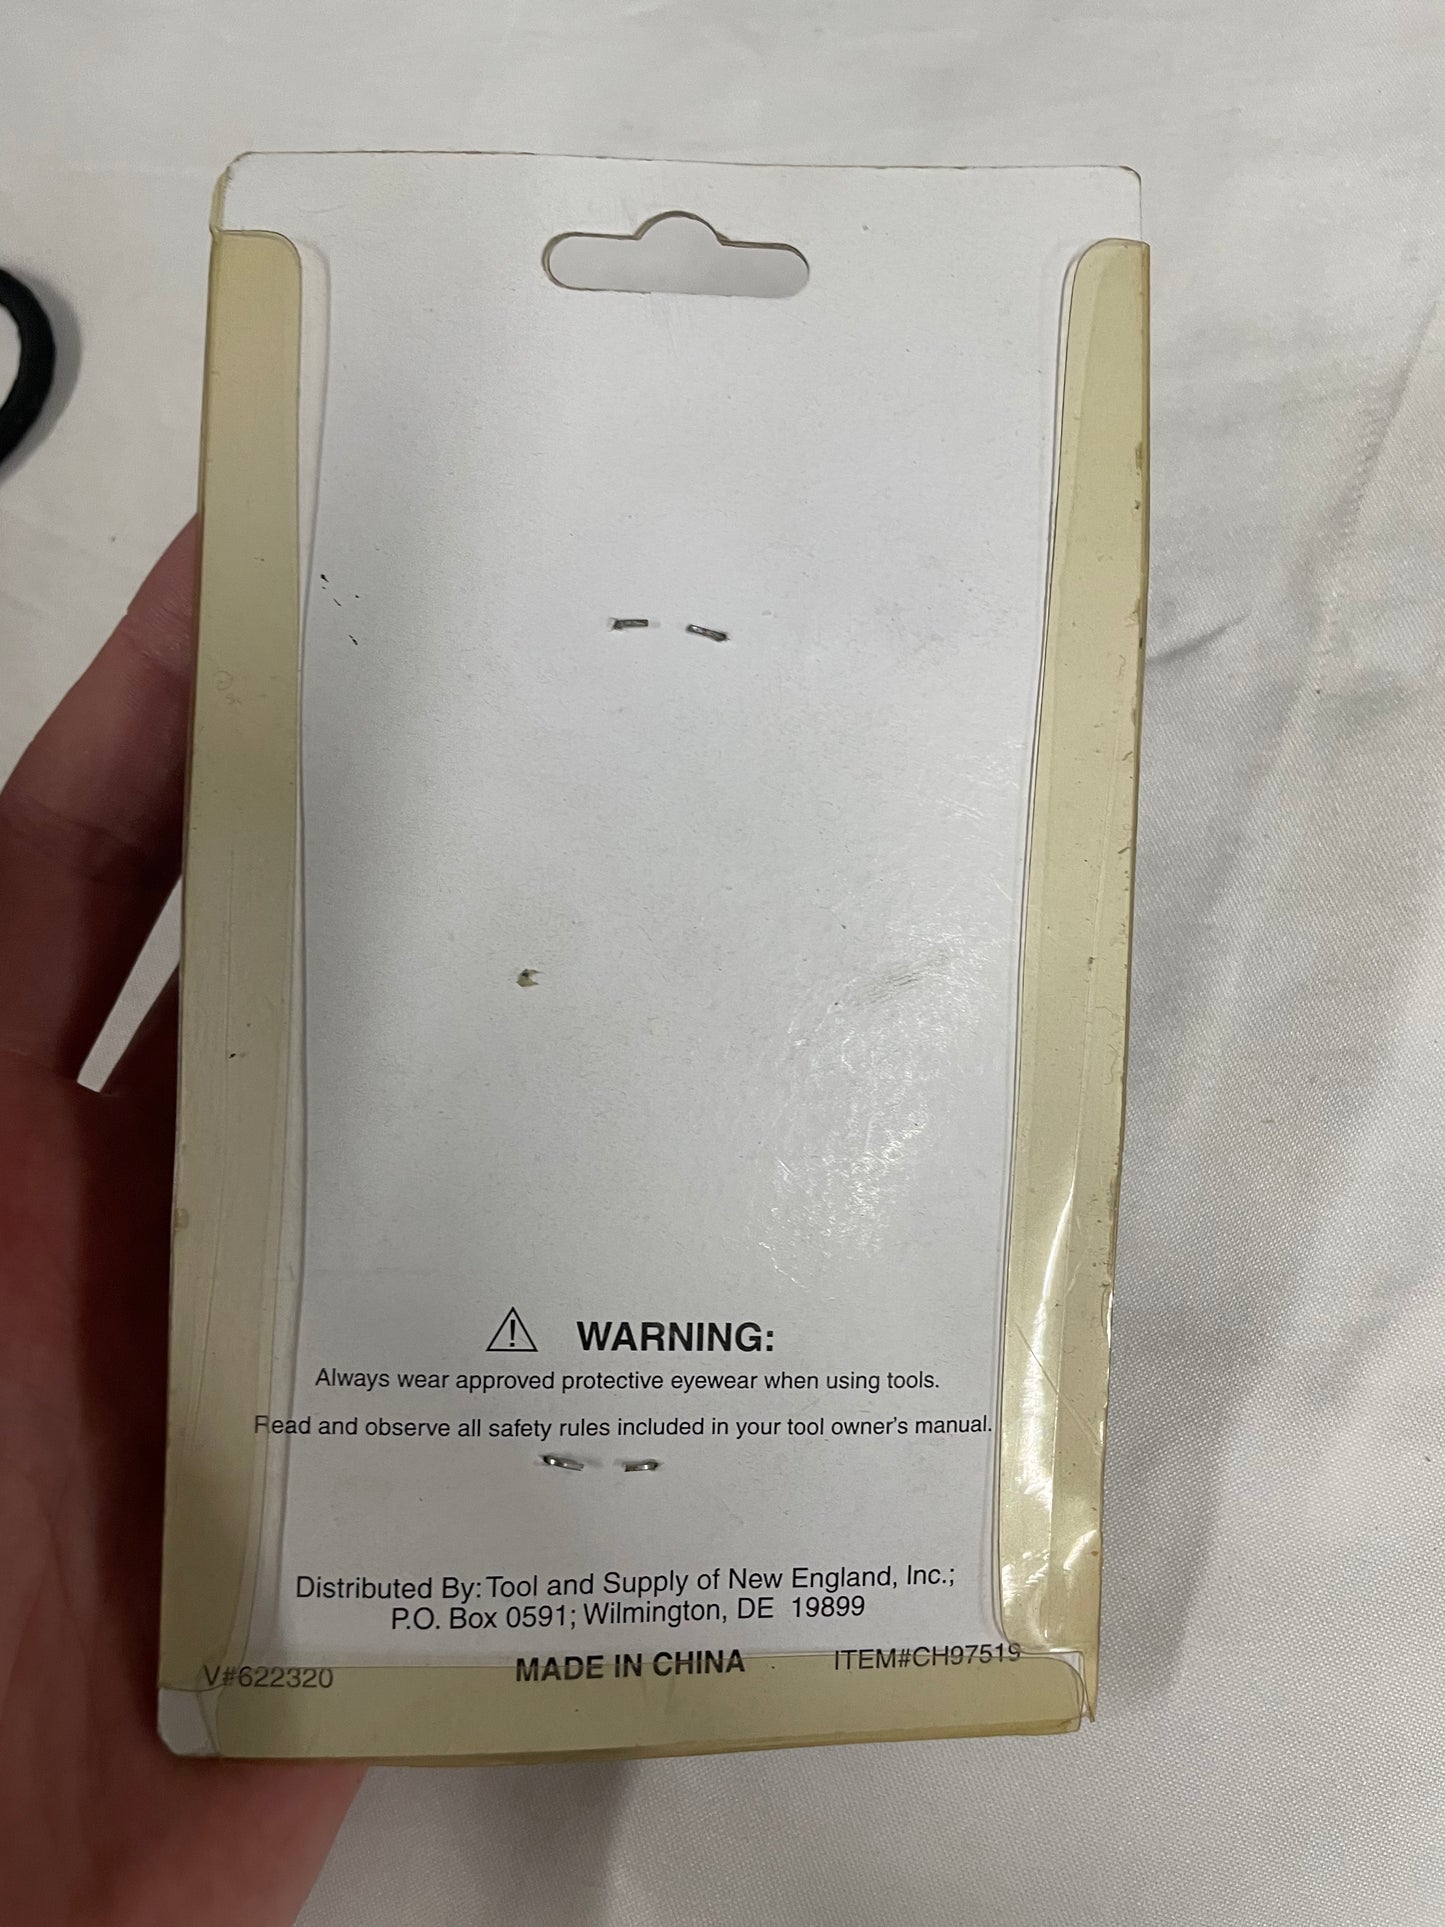 WARNING:
Always wear approved protective eyewear when using tools.
Read and observe all safety rules included in your tool owner's manual.
Distributed By: Tool and Supply of New England, Inc.;
P.O. Box 0591; Wilmington, DE 19899
V#622320 MADE IN CHINA ITEM#CH97519